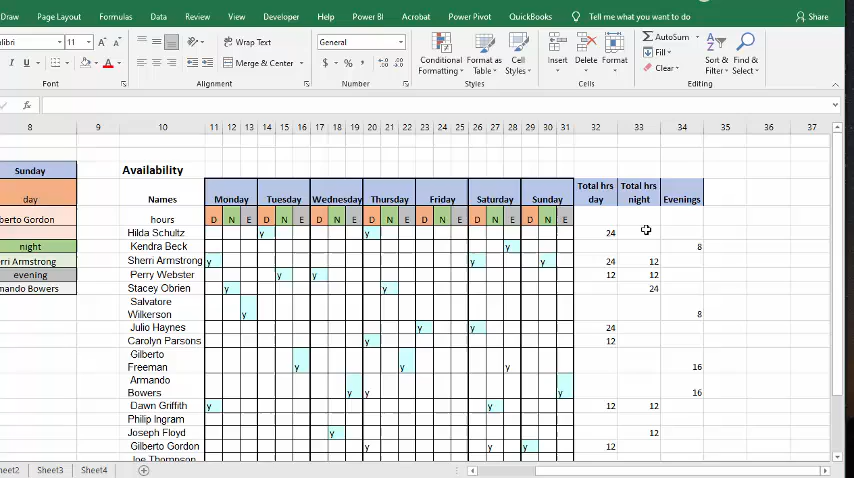 Draw Page Layout Formulas Data Review View Developer Help Power BI Acrobat Power Pivot QuickBooks Tell me what you want to do Share
11 A A Wrap Text General AutoSum
B I U A Merge & Center $ % , Conditional Formatting Format as Table Cell Styles Insert Delete Format Fill Clear Sort & Filter Find & Select
Font Alignment Number Styles Cells Editing
fx
8 9 10 11 12 13 14 15 16 17 18 19 20 21 22 23 24 25 26 27 28 29 30 31 32 33 34 35 36 37
Sunday Availability
day Names Monday Tuesday Wednesday Thursday Friday Saturday Sunday Total hrs day Total hrs night Evenings
berto Gordon hours D N E D N E D N E D N E D N E D N E D N E
Hilda Schultz y y 24
night Kendra Beck y 8
erri Armstrong Sherri Armstrong y y y 24 12
evening Perry Webster y y 12 12
mando Bowers Stacey Obrien y y 24
Salvatore
Wilkerson y 8
Julio Haynes y y 24
Carolyn Parsons y 12
Gilberto
Freeman y y y 16
Armando
Bowers y y y 16
Dawn Griffith y y 12 12
Philip Ingram
Joseph Floyd y 12
Gilberto Gordon y y y 12
Joe Thompson
Sheet3 Sheet4